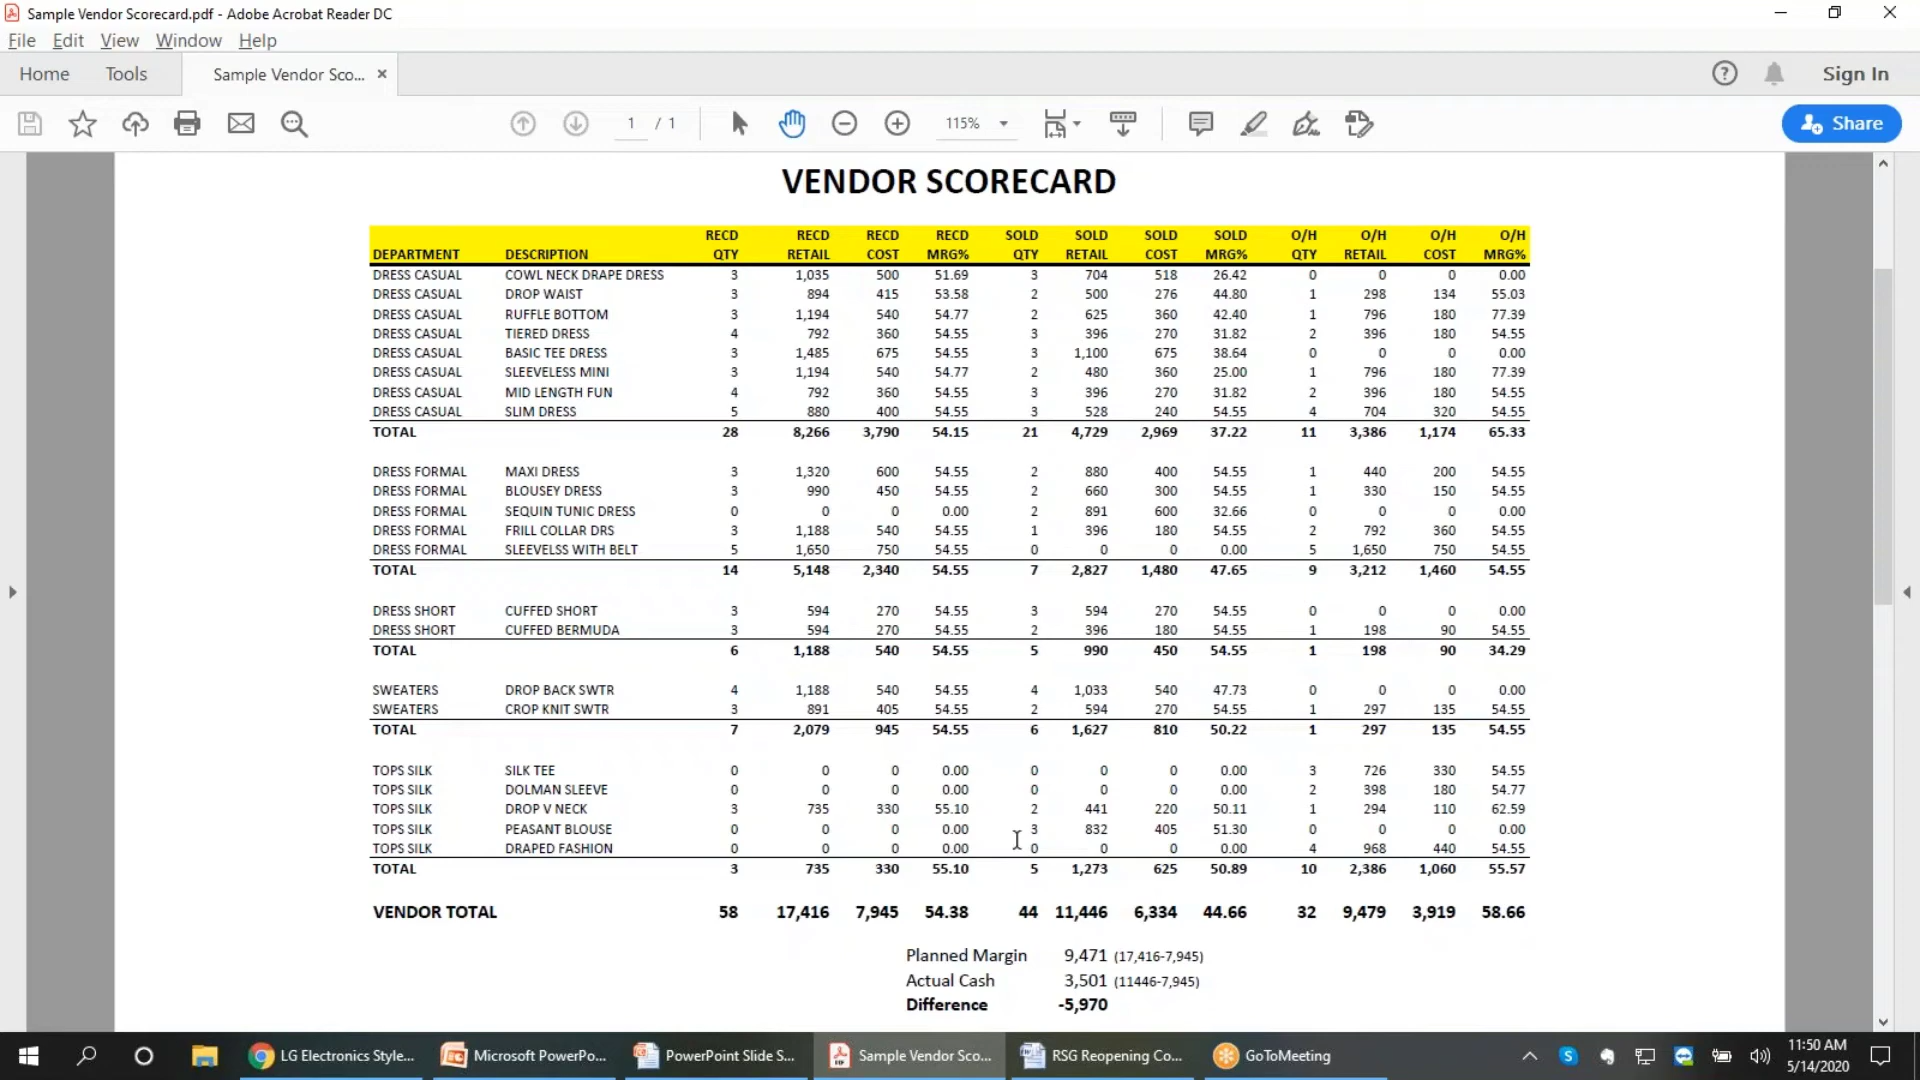 Sample Vendor Scorecard.pdf - Adobe Acrobat Reader DC
File Edit View Window Help
Home Tools Sample Vendor Sco... × Sign In
1 / 1 115% Share
VENDOR SCORECARD
RECD RECD RECD RECD SOLD SOLD SOLD SOLD O/H O/H O/H O/H
DEPARTMENT DESCRIPTION QTY RETAIL COST MRG% QTY RETAIL COST MRG% QTY RETAIL COST MRG%
DRESS CASUAL COWL NECK DRAPE DRESS 3 1,035 500 51.69 3 704 518 26.42 0 0 0 0.00
DRESS CASUAL DROP WAIST 3 894 415 53.58 2 500 276 44.80 1 298 134 55.03
DRESS CASUAL RUFFLE BOTTOM 3 1,194 540 54.77 2 625 360 42.40 1 796 180 77.39
DRESS CASUAL TIERED DRESS 4 792 360 54.55 3 396 270 31.82 2 396 180 54.55
DRESS CASUAL BASIC TEE DRESS 3 1,485 675 54.55 3 1,100 675 38.64 0 0 0 0.00
DRESS CASUAL SLEEVELESS MINI 3 1,194 540 54.77 2 480 360 25.00 1 796 180 77.39
DRESS CASUAL MID LENGTH FUN 4 792 360 54.55 3 396 270 31.82 2 396 180 54.55
DRESS CASUAL SLIM DRESS 5 880 400 54.55 3 528 240 54.55 4 704 320 54.55
TOTAL 28 8,266 3,790 54.15 21 4,729 2,969 37.22 11 3,386 1,174 65.33
DRESS FORMAL MAXI DRESS 3 1,320 600 54.55 2 880 400 54.55 1 440 200 54.55
DRESS FORMAL BLOUSEY DRESS 3 990 450 54.55 2 660 300 54.55 1 330 150 54.55
DRESS FORMAL SEQUIN TUNIC DRESS 0 0 0 0.00 2 891 600 32.66 0 0 0 0.00
DRESS FORMAL FRILL COLLAR DRS 3 1,188 540 54.55 1 396 180 54.55 2 792 360 54.55
DRESS FORMAL SLEEVELSS WITH BELT 5 1,650 750 54.55 0 0 0 0.00 5 1,650 750 54.55
TOTAL 14 5,148 2,340 54.55 7 2,827 1,480 47.65 9 3,212 1,460 54.55
DRESS SHORT CUFFED SHORT 3 594 270 54.55 3 594 270 54.55 0 0 0 0.00
DRESS SHORT CUFFED BERMUDA 3 594 270 54.55 2 396 180 54.55 1 198 90 54.55
TOTAL 6 1,188 540 54.55 5 990 450 54.55 1 198 90 34.29
SWEATERS DROP BACK SWTR 4 1,188 540 54.55 4 1,033 540 47.73 0 0 0 0.00
SWEATERS CROP KNIT SWTR 3 891 405 54.55 2 594 270 54.55 1 297 135 54.55
TOTAL 7 2,079 945 54.55 6 1,627 810 50.22 1 297 135 54.55
TOPS SILK SILK TEE 0 0 0 0.00 0 0 0 0.00 3 726 330 54.55
TOPS SILK DOLMAN SLEEVE 0 0 0 0.00 0 0 0 0.00 2 398 180 54.77
TOPS SILK DROP V NECK 3 735 330 55.10 2 441 220 50.11 1 294 110 62.59
TOPS SILK PEASANT BLOUSE 0 0 0 0.00 3 832 405 51.30 0 0 0 0.00
TOPS SILK DRAPED FASHION 0 0 0 0.00 0 0 0 0.00 4 968 440 54.55
TOTAL 3 735 330 55.10 5 1,273 625 50.89 10 2,386 1,060 55.57
VENDOR TOTAL 58 17,416 7,945 54.38 44 11,446 6,334 44.66 32 9,479 3,919 58.66
Planned Margin 9,471 (17,416-7,945)
Actual Cash 3,501 (11446-7,945)
Difference -5,970
LG Electronics Style... Microsoft PowerPo... PowerPoint Slide S... Sample Vendor Sco... RSG Reopening Co... GoToMeeting 11:50 AM
5/14/2020